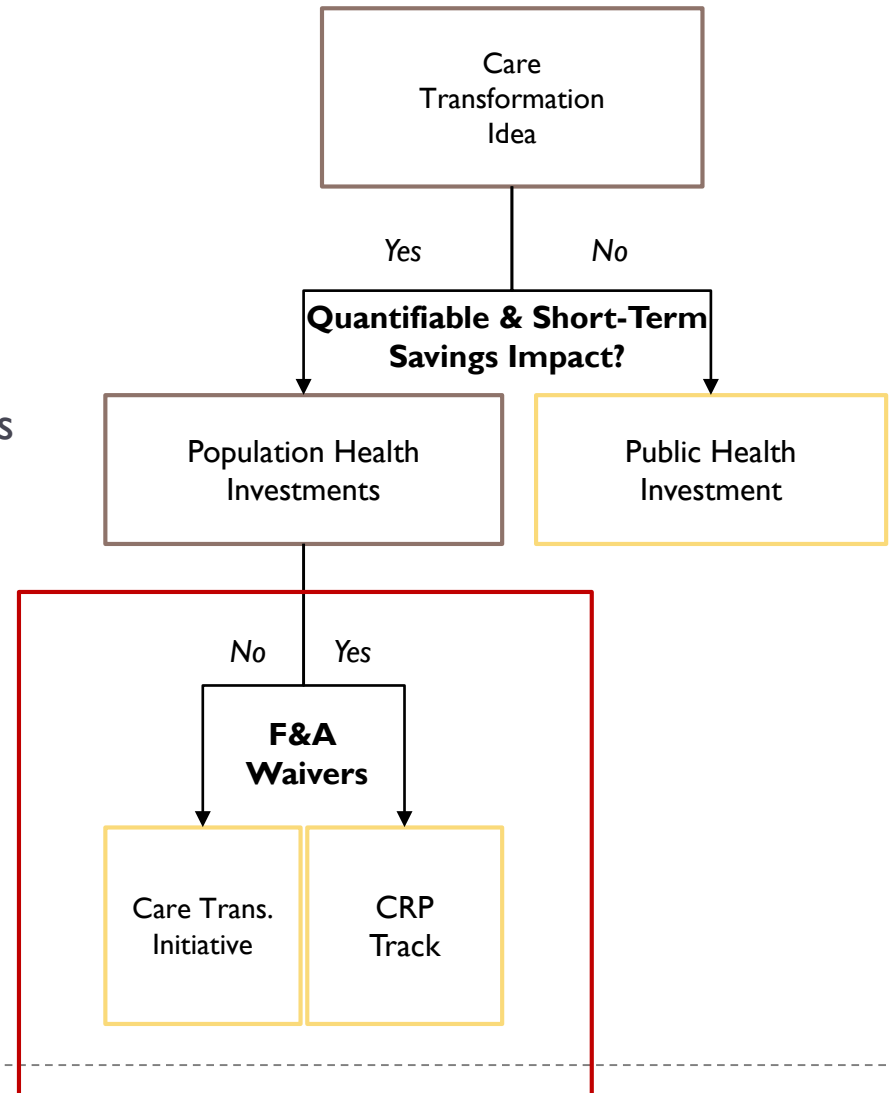 Care
Transformation
Idea
Yes
No
Quantifiable & Short-Term
Savings Impact?
s
Population Health
Investments
Public Health
Investment
No
Yes
F&A
Waivers
Care Trans.
Initiative
CRP
Track